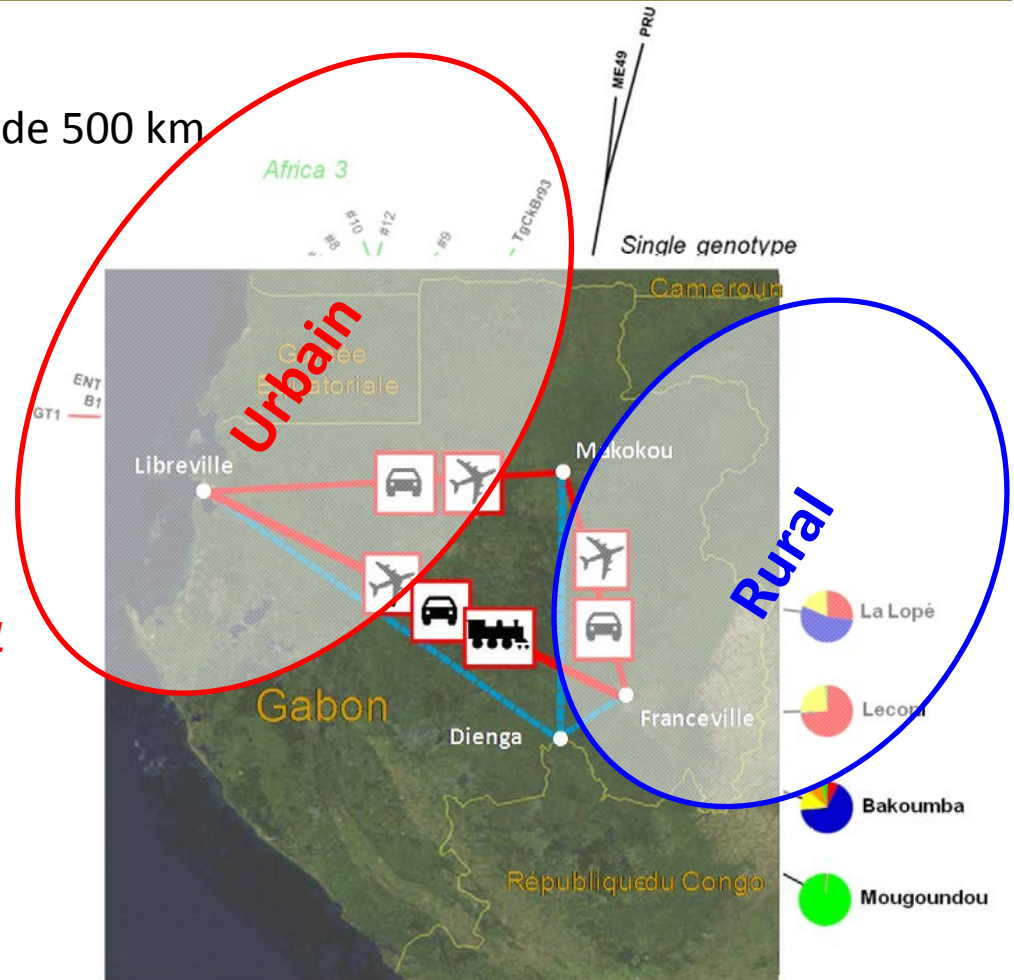 PRU
ME49
de 500 km
Africa 3
#8
#10
#12
#9
TgCkBr93
Single genotype
Cameroun
Guinée
Equatoriale
Urbain
ENT
B1
GT1
Libreville
Makokou
Rural
La Lopé
Gabon
Franceville
Dienga
Bakoumba
République du Congo
Mougoundou